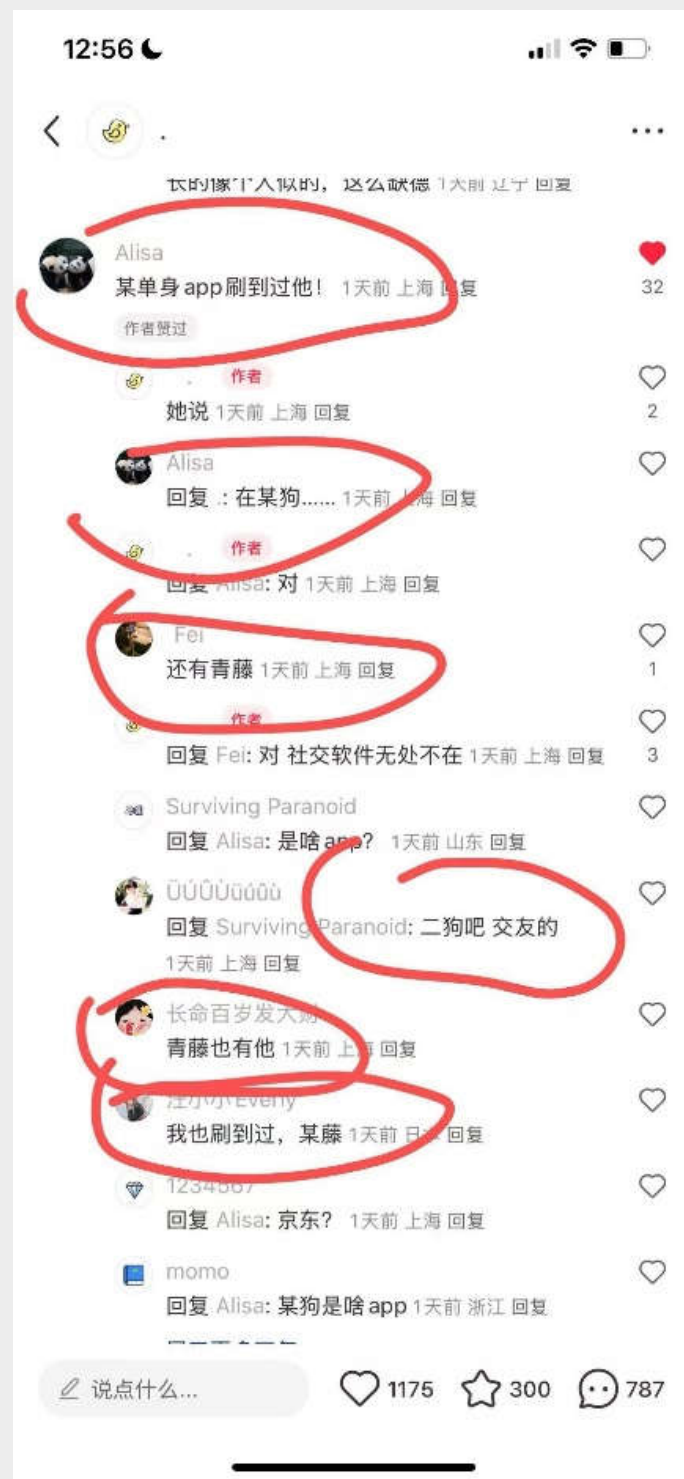 12:56
.
长的像个人似的，这么缺德 1天前 辽宁 回复
Alisa
某单身app刷到过他！ 1天前 上海 回复
32
作者赞过
. 作者
她说 1天前 上海 回复
2
Alisa
回复 .: 在某狗...... 1天前 上海 回复
. 作者
回复 Alisa: 对 1天前 上海 回复
Fei
还有青藤 1天前 上海 回复
1
作者
回复 Fei: 对 社交软件无处不在 1天前 上海 回复
3
Surviving Paranoid
回复 Alisa: 是啥app? 1天前 山东 回复
ÜÚÛÙüúûù
回复 Surviving Paranoid: 二狗吧 交友的
1天前 上海 回复
长命百岁发大财
青藤也有他 1天前 上海 回复
汪小小Evelly
我也刷到过，某藤 1天前 日本 回复
1234567
回复 Alisa: 京东? 1天前 上海 回复
momo
回复 Alisa: 某狗是啥app 1天前 浙江 回复
说点什么...
1175
300
787